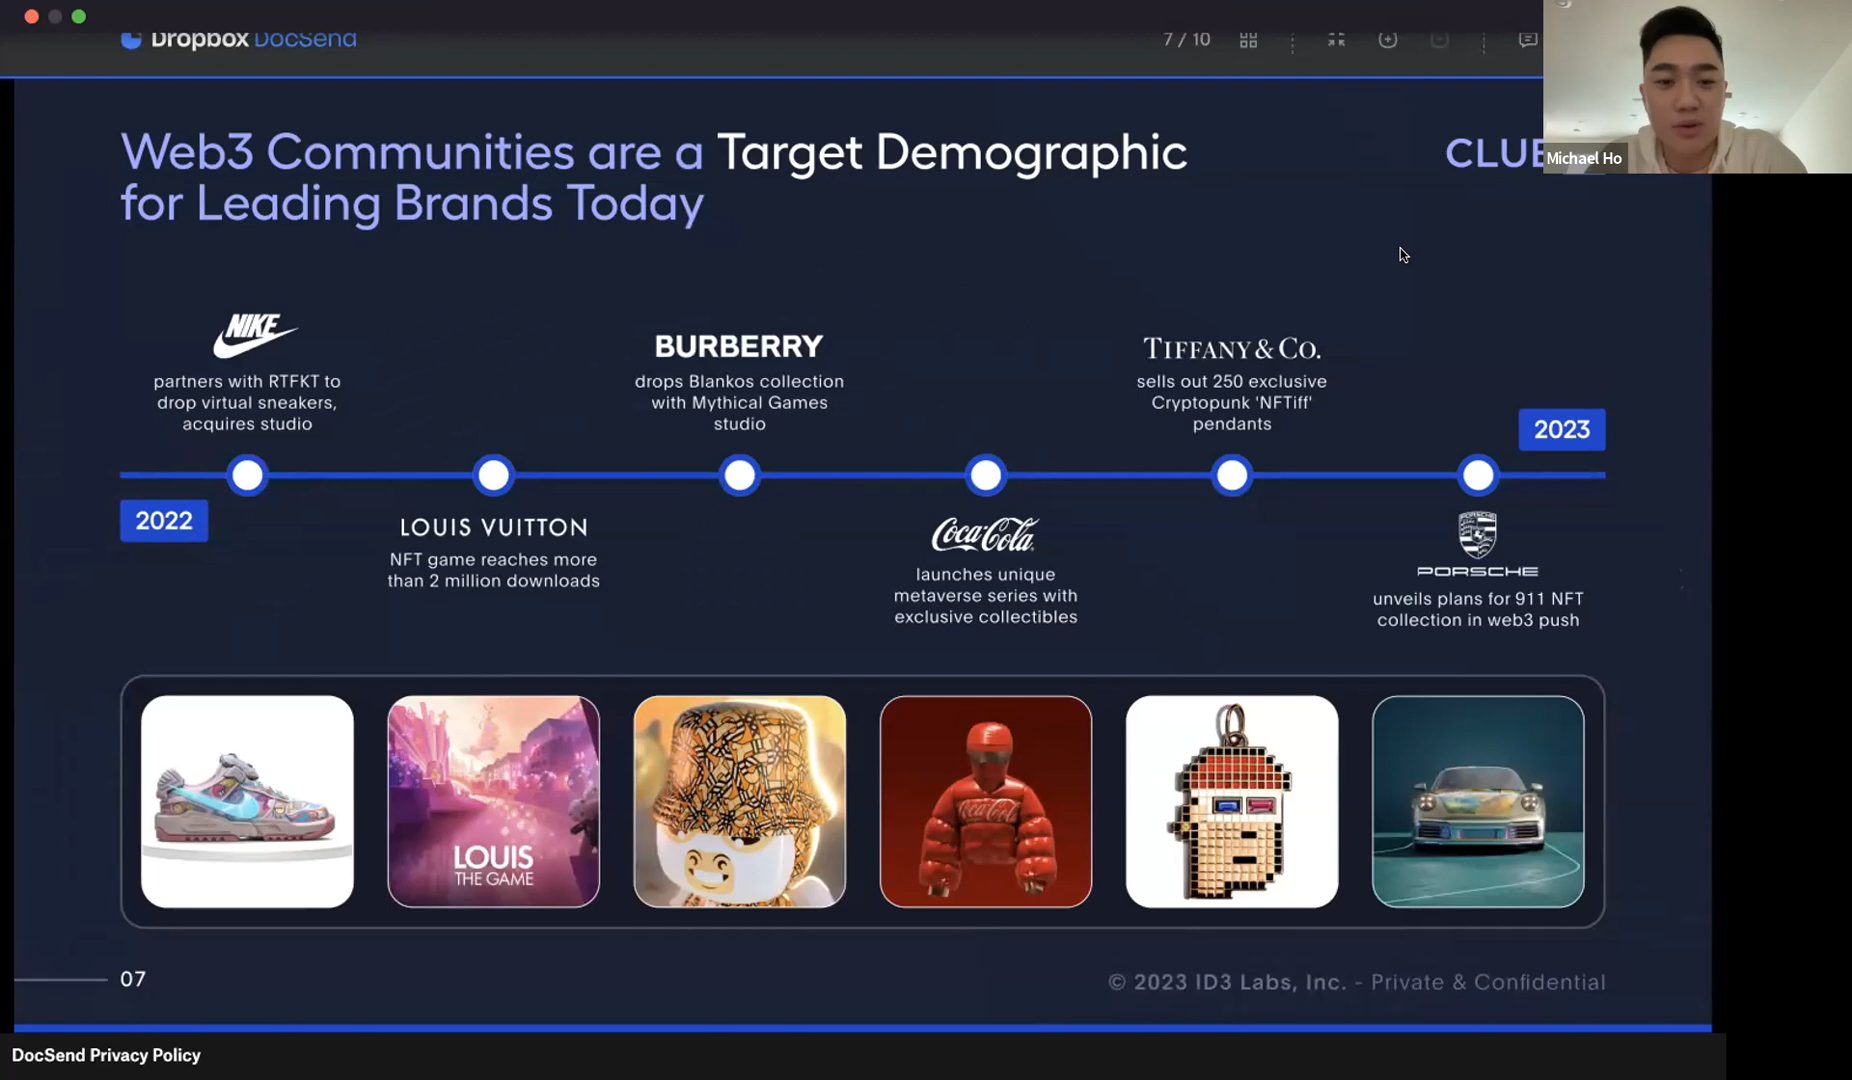 Dropbox DocSend
7 / 10
Michael Ho
Web3 Communities are a Target Demographic
for Leading Brands Today
NIKE
partners with RTFKT to
drop virtual sneakers,
acquires studio
BURBERRY
drops Blankos collection
with Mythical Games
studio
TIFFANY & CO.
sells out 250 exclusive
Cryptopunk 'NFTiff'
pendants
2023
2022
LOUIS VUITTON
NFT game reaches more
than 2 million downloads
Coca-Cola
launches unique
metaverse series with
exclusive collectibles
PORSCHE
PORSCHE
unveils plans for 911 NFT
collection in web3 push
LOUIS
THE GAME
Coca-Cola
07
© 2023 ID3 Labs, Inc. - Private & Confidential
DocSend Privacy Policy